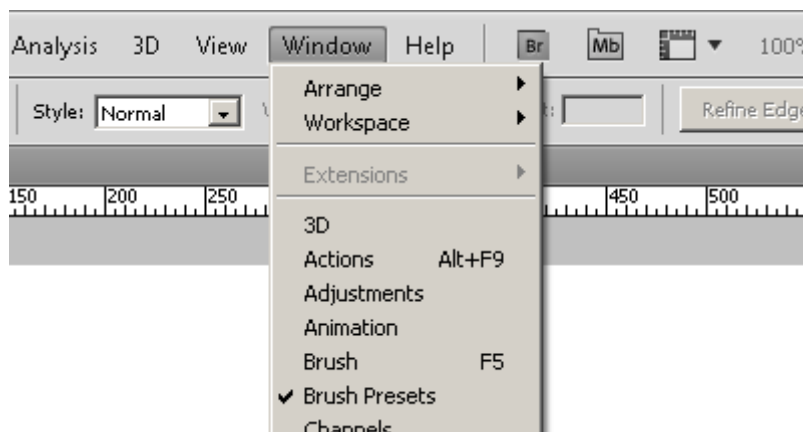 Analysis 3D View Window Help Br Mb 100%
Style: Normal Refine Edge
Arrange
Workspace
Extensions
150 200 250 450 500
3D
Actions Alt+F9
Adjustments
Animation
Brush F5
Brush Presets
Channels